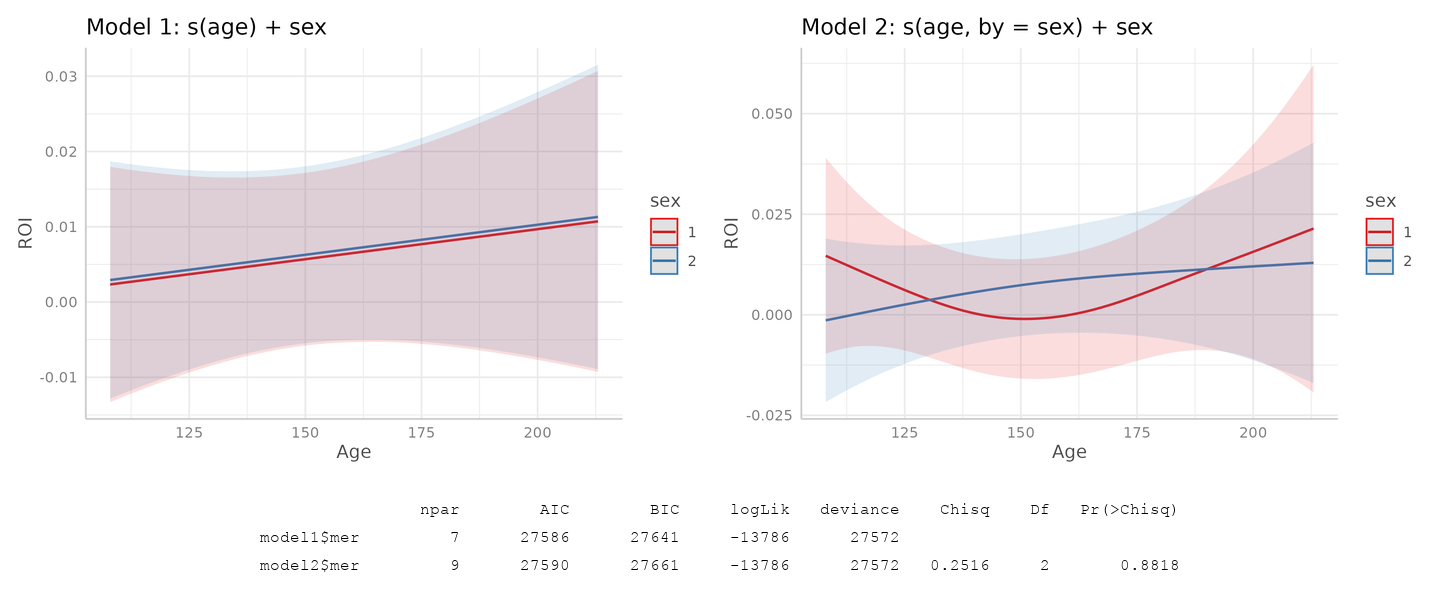 Model 1: s(age) + sex
ROI
0.03
0.02
0.01
0.00
-0.01
125 150 175 200
Age
sex
1
2
Model 2: s(age, by = sex) + sex
ROI
0.050
0.025
0.000
-0.025
125 150 175 200
Age
sex
1
2
npar AIC BIC logLik deviance Chisq Df Pr(>Chisq)
model1$mer 7 27586 27641 -13786 27572
model2$mer 9 27590 27661 -13786 27572 0.2516 2 0.8818